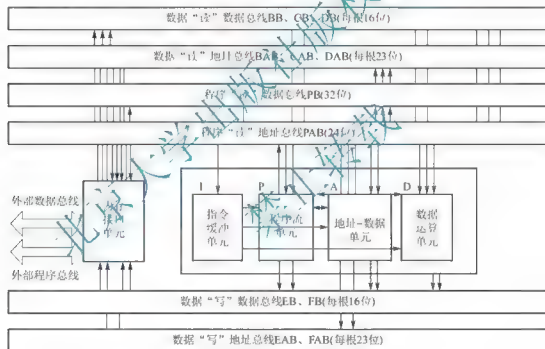 数据“读”数据总线BB、CB、DB(每根16位)
数据“读”地址总线BAB、CAB、DAB(每根23位)
程序“读”数据总线PB(32位)
程序“读”地址总线PAB(24位)
I
P
A
D
外部数据总线
外部程序总线
单元
指令
缓冲
单元
单元
地址-数据
单元
数据
运算
单元
数据“写”数据总线EB、FB(每根16位)
数据“写”地址总线EAB、FAB(每根23位)